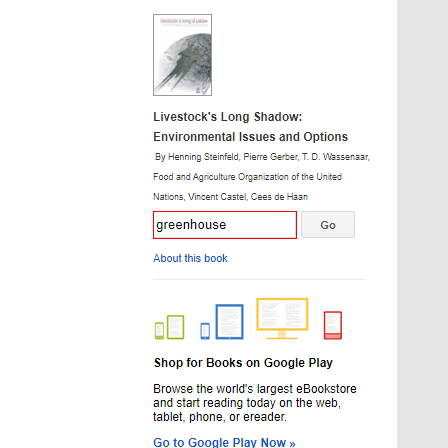 livestock's long shadow
Livestock's Long Shadow:
Environmental Issues and Options
By Henning Steinfeld, Pierre Gerber, T. D. Wassenaar,
Food and Agriculture Organization of the United
Nations, Vincent Castel, Cees de Haan
greenhouse Go
About this book
Shop for Books on Google Play
Browse the world's largest eBookstore
and start reading today on the web,
tablet, phone, or ereader.
Go to Google Play Now »